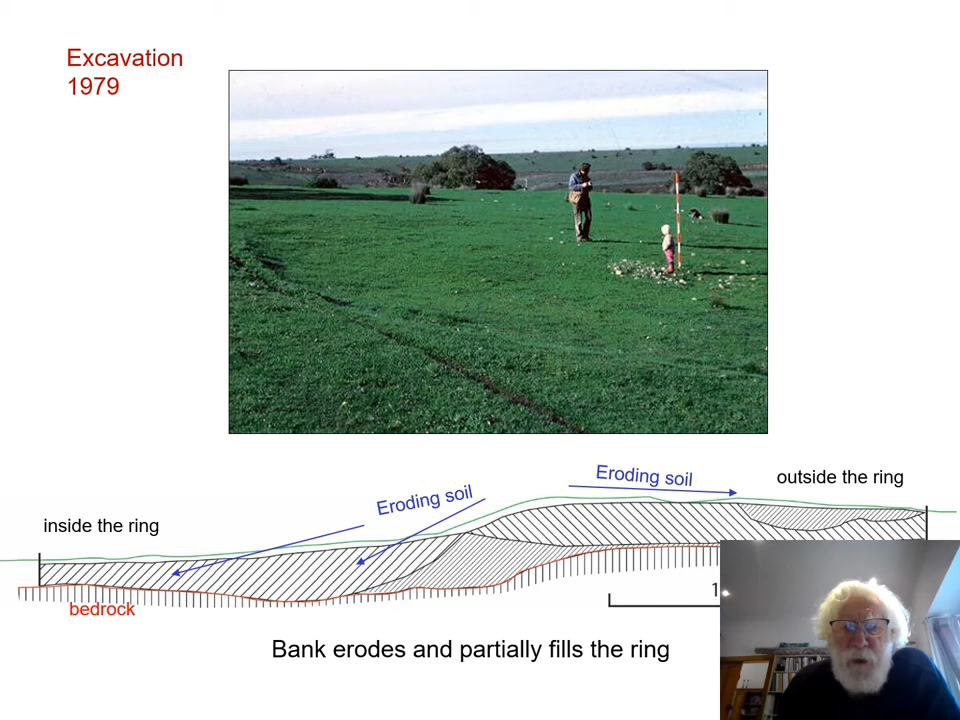 Excavation
1979
Eroding soil
Eroding soil
outside the ring
inside the ring
bedrock
1
Bank erodes and partially fills the ring